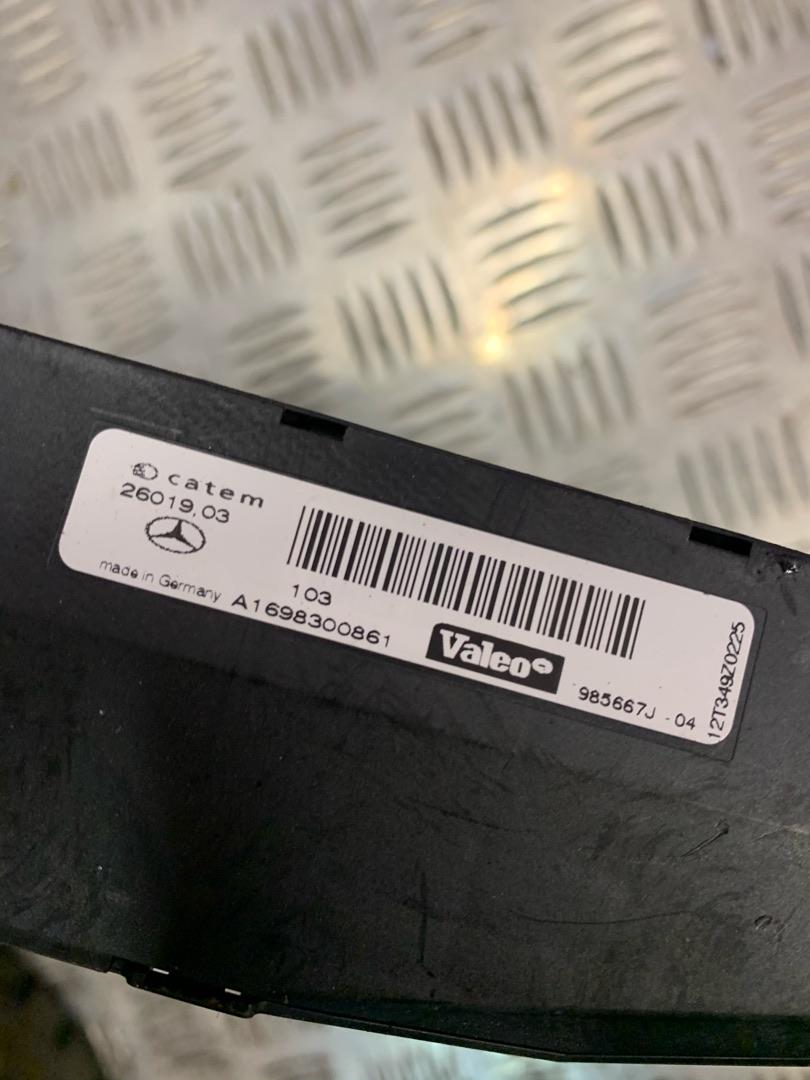 catem
26019.03
made in Germany
103
A1698300861
Valeo
985667J - 04
12T349Z0225